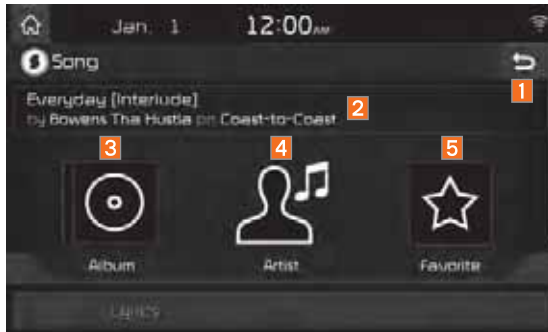 Jan. 1 12:00AM
Song
1
Everyday [Interlude]
by Bowens Tha Hustla on Coast-to-Coast
2
3 4 5
Album Artist Favorite
Lyrics